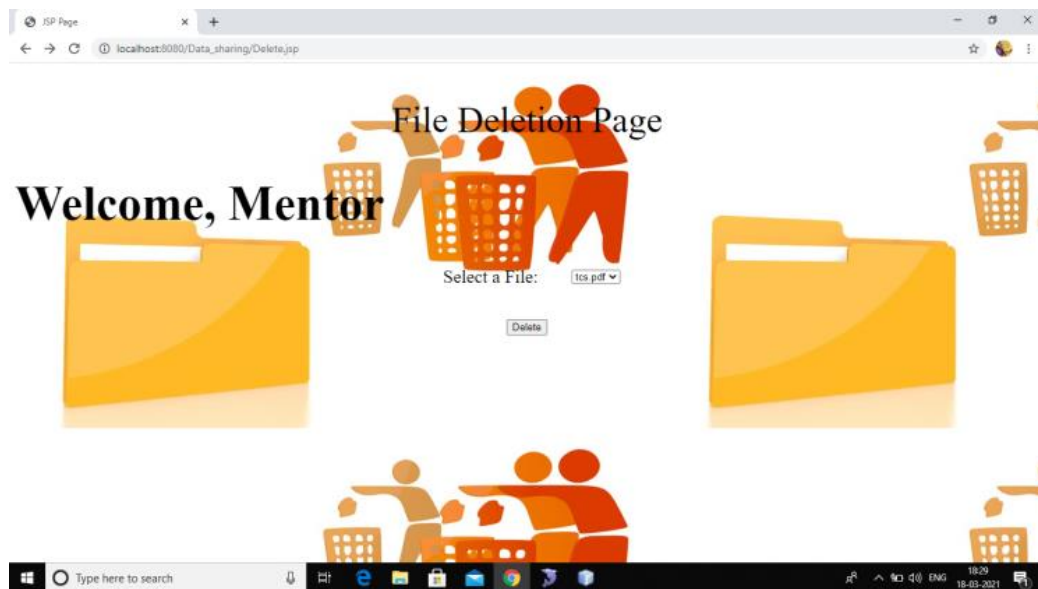 JSP Page
localhost:8080/Data_sharing/Delete.jsp
File Deletion Page
Welcome, Mentor
Select a File: tcs.pdf
Delete
Type here to search
ENG
18:29
18-03-2021